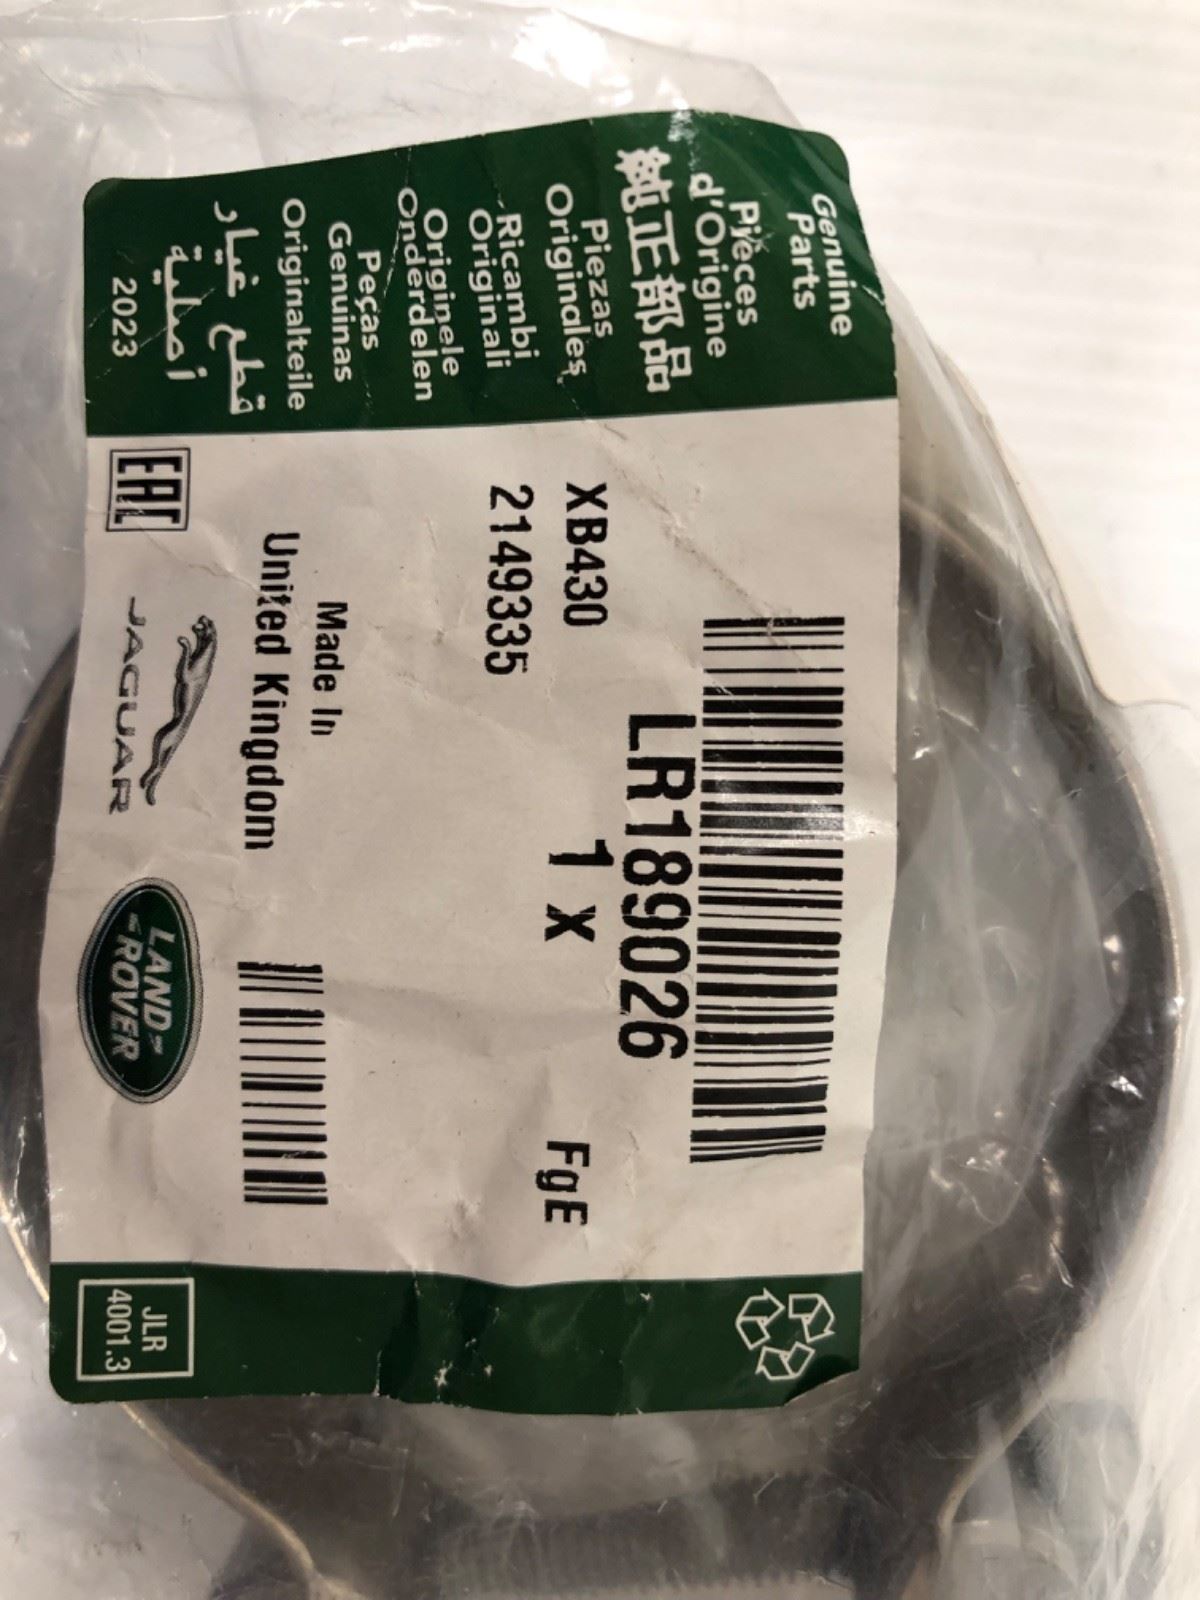 Genuine
Parts
Pièces
d'Origine
純正部品
Piezas
Originales
Ricambi
Originali
Originele
Onderdelen
Peças
Genuinas
Originalteile
قطع غيار
أصلية
2023
LR189026
XB430
1 X
FgE
2149335
Made In
United Kingdom
EAC
JAGUAR
LAND-
-ROVER
JLR
4001.3